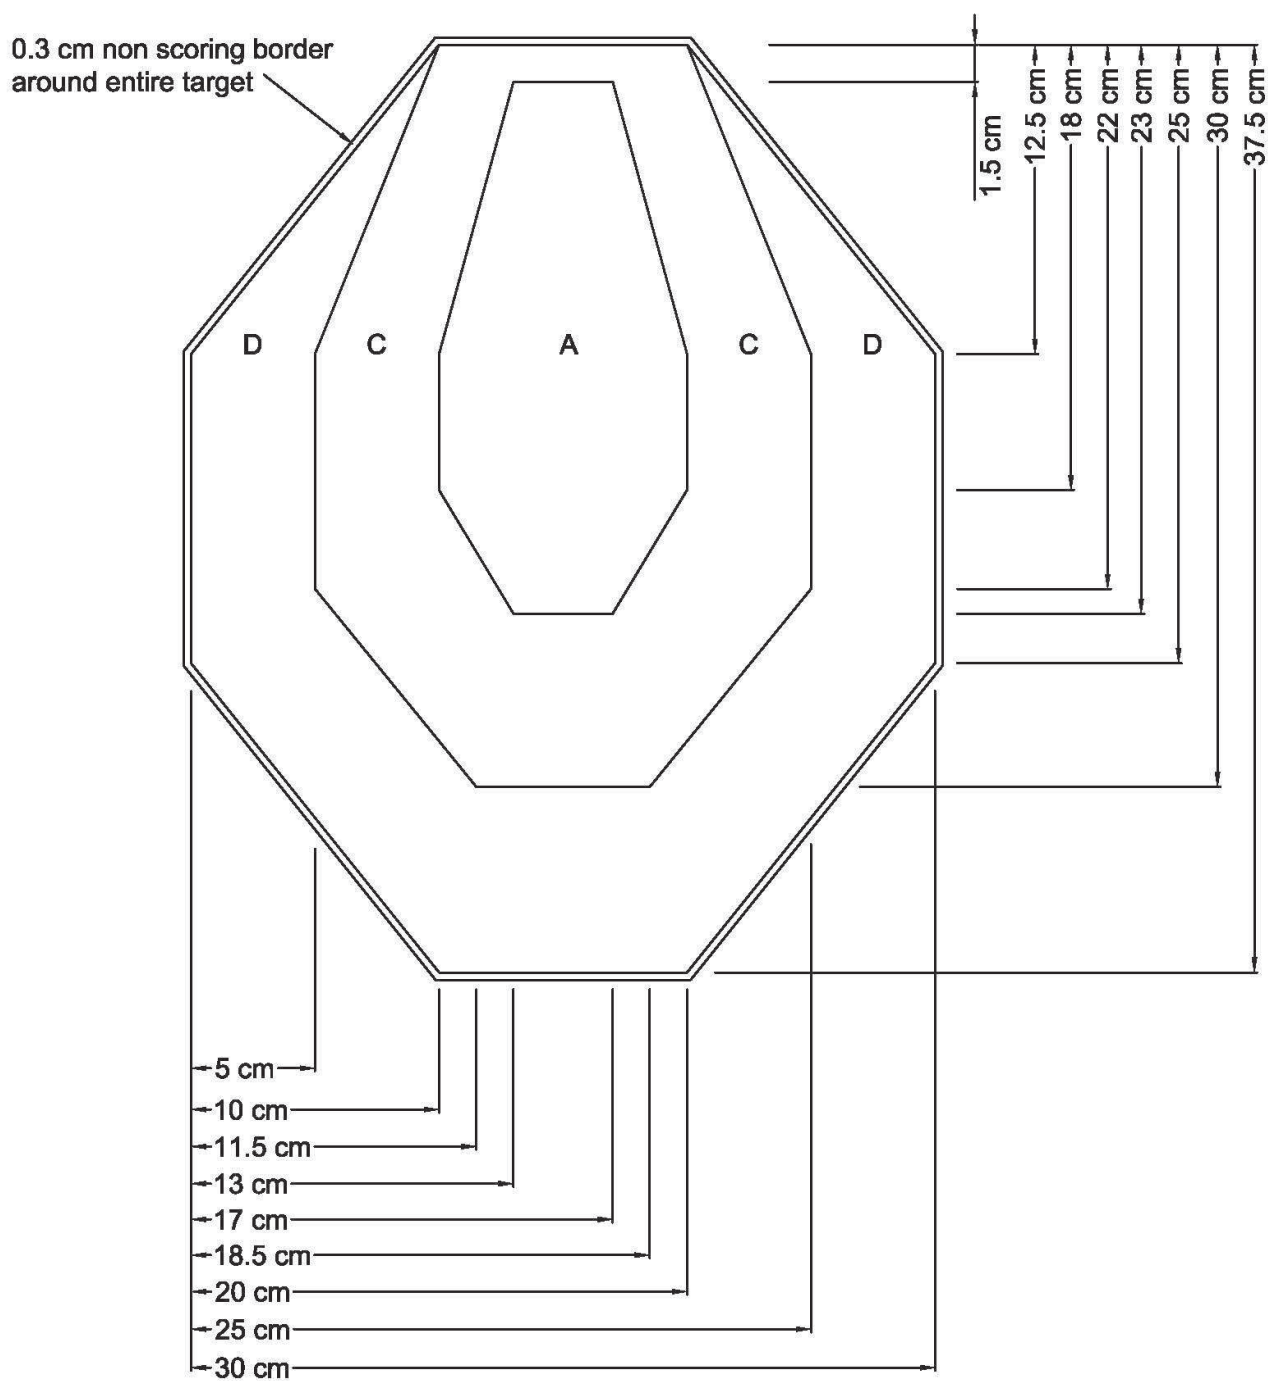 0.3 cm non scoring border
around entire target
1.5 cm
12.5 cm
18 cm
22 cm
23 cm
25 cm
30 cm
37.5 cm
D
C
A
C
D
5 cm
10 cm
11.5 cm
13 cm
17 cm
18.5 cm
20 cm
25 cm
30 cm